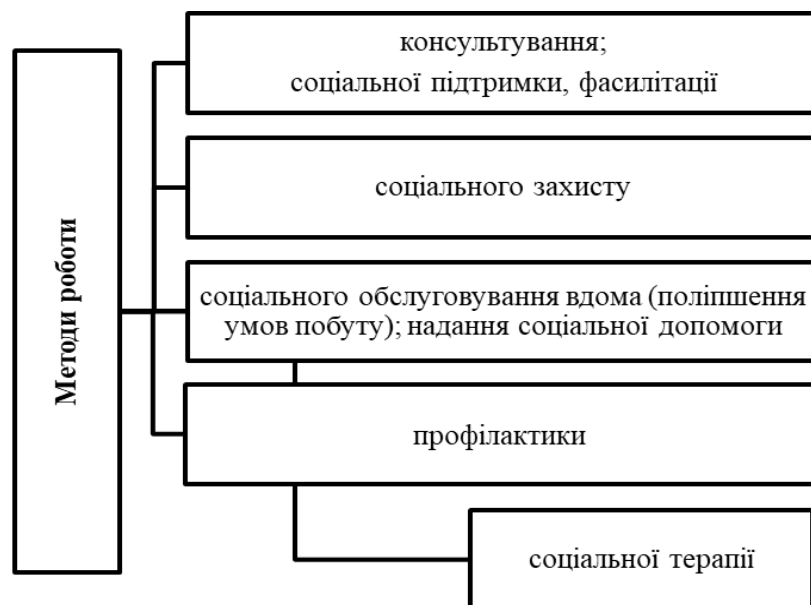 Методи роботи
консультування;
соціальної підтримки, фасилітації
соціального захисту
соціального обслуговування вдома (поліпшення
умов побуту); надання соціальної допомоги
профілактики
соціальної терапії